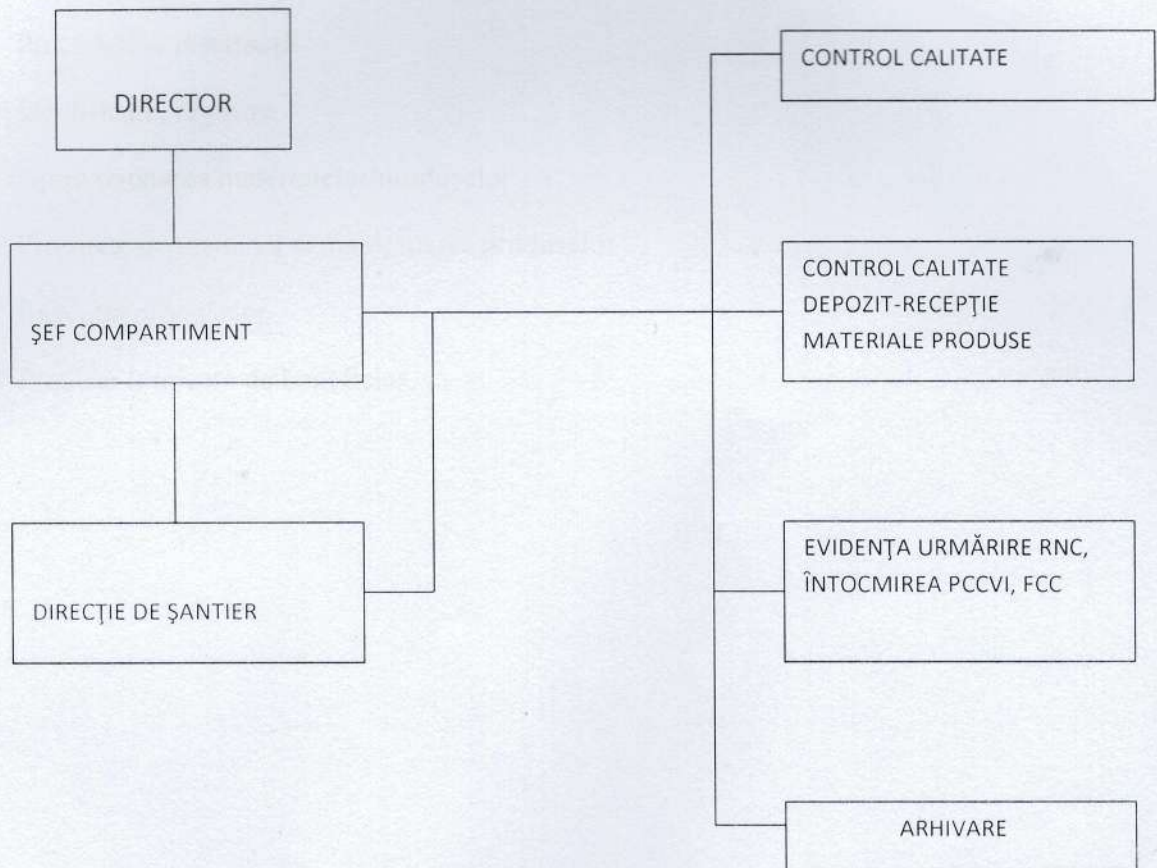 DIRECTOR
ŞEF COMPARTIMENT
DIRECŢIE DE ŞANTIER
CONTROL CALITATE
CONTROL CALITATE
DEPOZIT-RECEPŢIE
MATERIALE PRODUSE
EVIDENŢA URMĂRIRE RNC,
ÎNTOCMIREA PCCVI, FCC
ARHIVARE